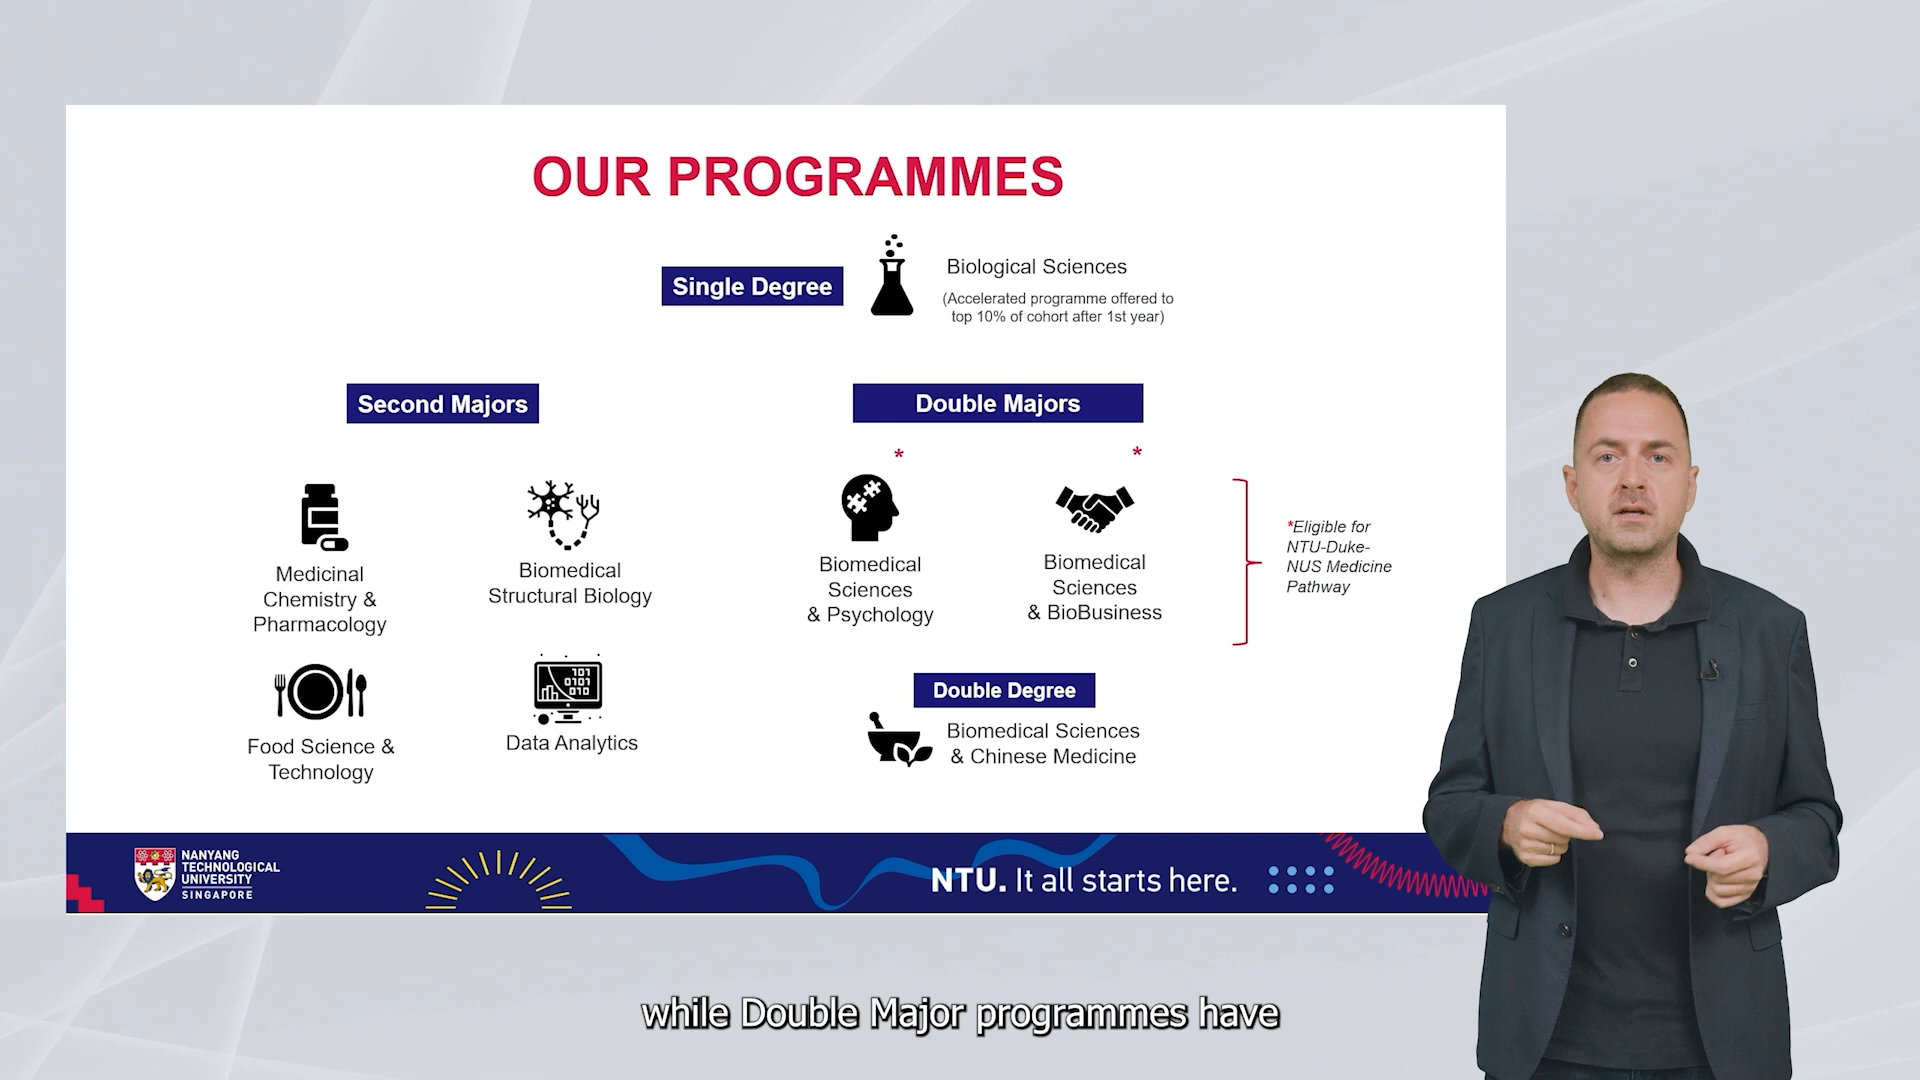 OUR PROGRAMMES
Single Degree
Biological Sciences
(Accelerated programme offered to
top 10% of cohort after 1st year)
Second Majors
Medicinal
Chemistry &
Pharmacology
Biomedical
Structural Biology
Food Science &
Technology
Data Analytics
Double Majors
*
*
Biomedical
Sciences
& Psychology
Biomedical
Sciences
& BioBusiness
*Eligible for
NTU-Duke-
NUS Medicine
Pathway
Double Degree
Biomedical Sciences
& Chinese Medicine
NANYANG
TECHNOLOGICAL
UNIVERSITY
SINGAPORE
NTU. It all starts here.
while Double Major programmes have